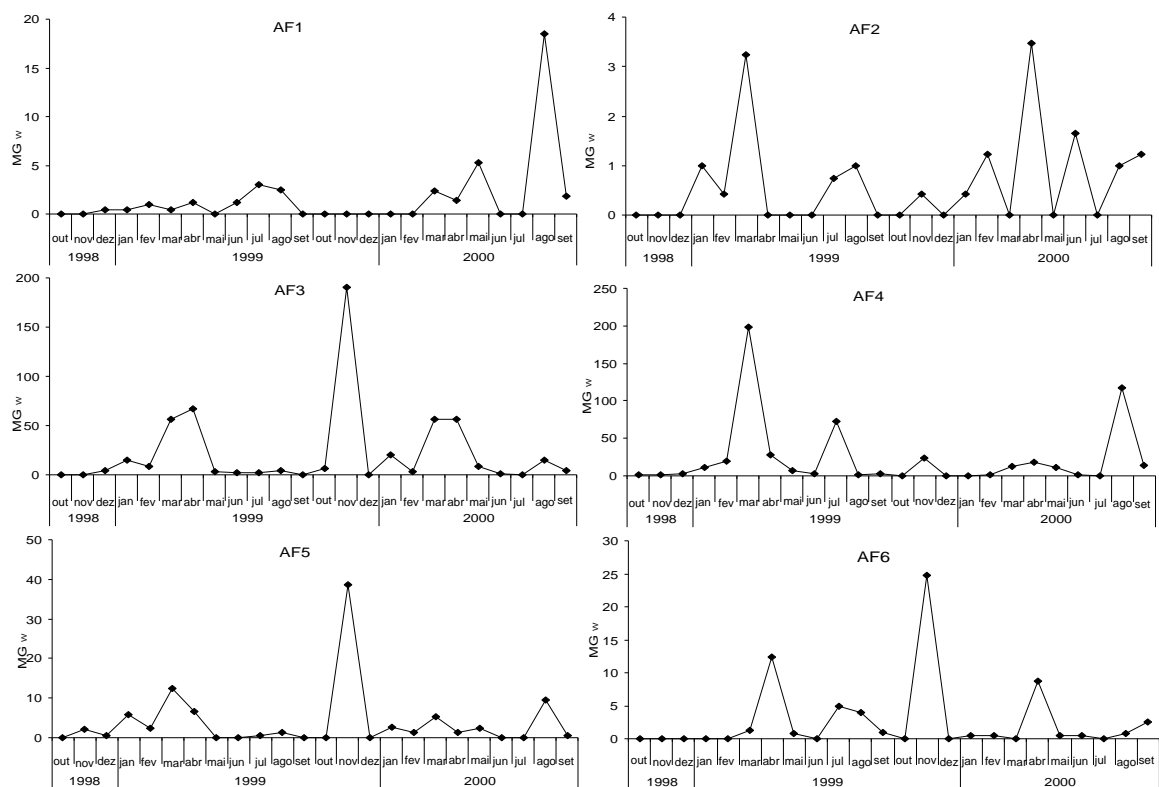 AF1
20
15
10
5
0
MG w
out nov dez jan fev mar abr mai jun jul ago set out nov dez jan fev mar abr mai jun jul ago set
1998 1999 2000
AF2
4
3
2
1
0
MG w
out nov dez jan fev mar abr mai jun jul ago set out nov dez jan fev mar abr mai jun jul ago set
1998 1999 2000
AF3
200
150
100
50
0
MG w
out nov dez jan fev mar abr mai jun jul ago set out nov dez jan fev mar abr mai jun jul ago set
1998 1999 2000
AF4
250
200
150
100
50
0
MG w
out nov dez jan fev mar abr mai jun jul ago set out nov dez jan fev mar abr mai jun jul ago set
1998 1999 2000
AF5
50
40
30
20
10
0
MG w
out nov dez jan fev mar abr mai jun jul ago set out nov dez jan fev mar abr mai jun jul ago set
1998 1999 2000
AF6
30
25
20
15
10
5
0
MG w
out nov dez jan fev mar abr mai jun jul ago set out nov dez jan fev mar abr mai jun jul ago set
1998 1999 2000